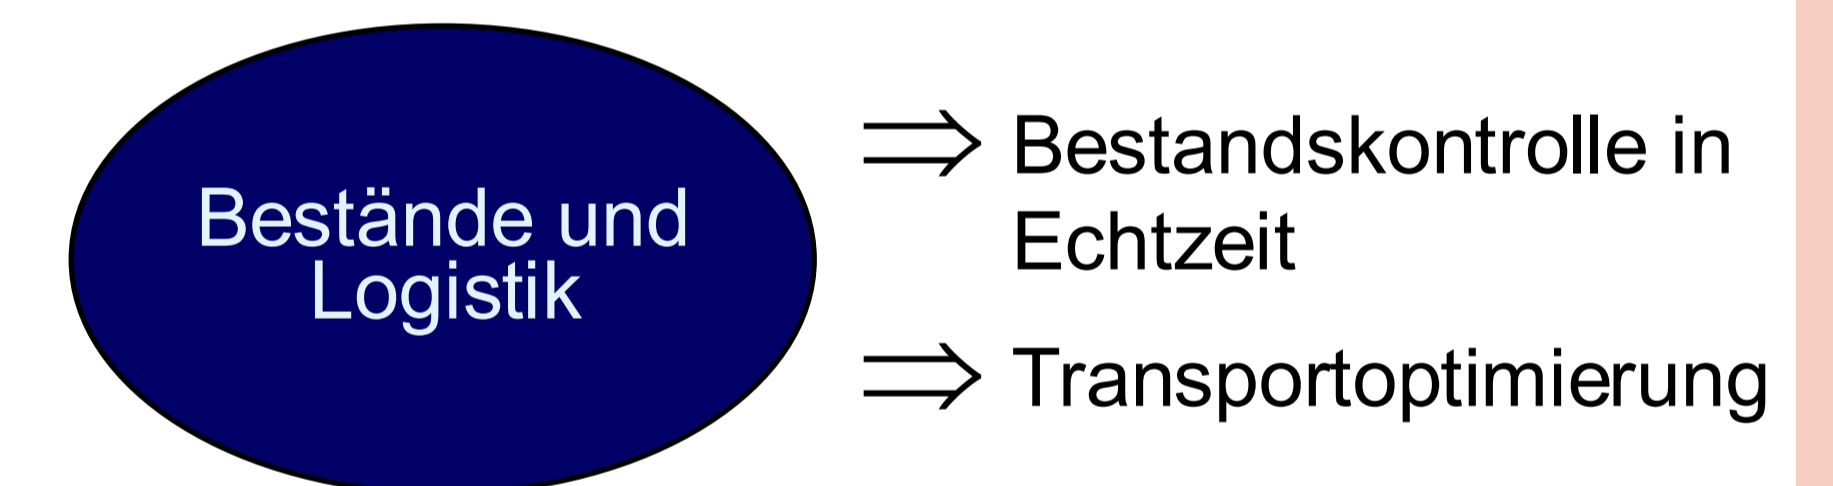 Bestände und
Logistik
⇒ Bestandskontrolle in
Echtzeit
⇒ Transportoptimierung